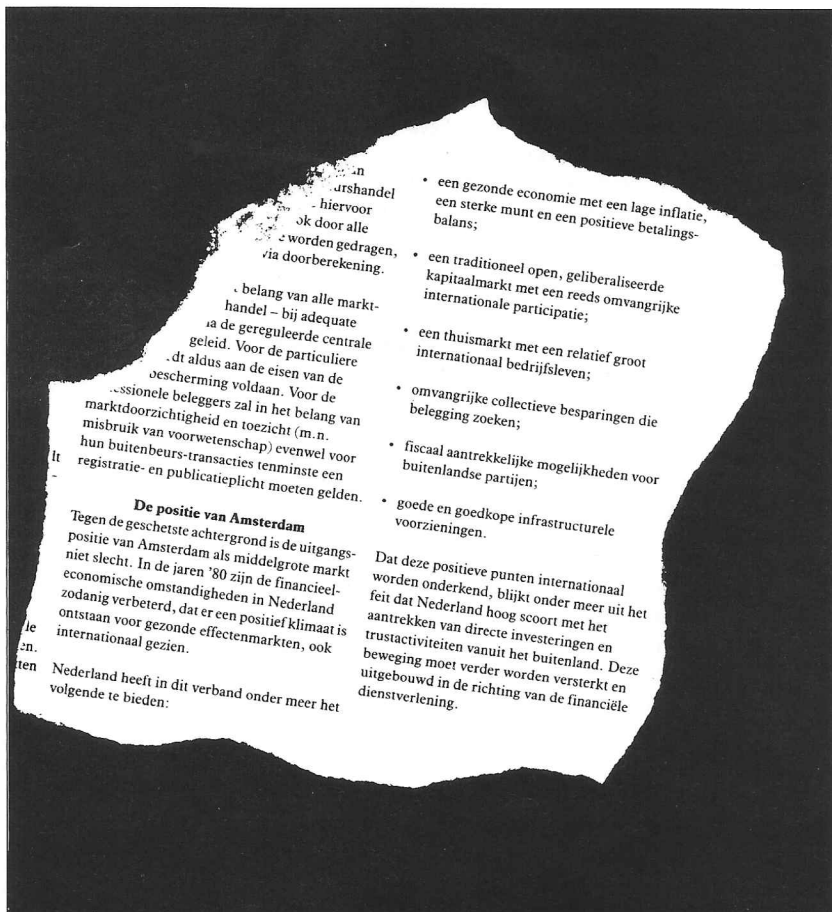 urshandel
hiervoor
ok door alle
worden gedragen,
via doorberekening.
belang van alle markt-
handel – bij adequate
de gereguleerde centrale
geleid. Voor de particuliere
dt aldus aan de eisen van de
bescherming voldaan. Voor de
essionele beleggers zal in het belang van
marktdoorzichtigheid en toezicht (m.n.
misbruik van voorwetenschap) evenwel voor
hun buitenbeurs-transacties tenminste een
registratie- en publicatieplicht moeten gelden.
De positie van Amsterdam
Tegen de geschetste achtergrond is de uitgangs-
positie van Amsterdam als middelgrote markt
niet slecht. In de jaren '80 zijn de financieel-
economische omstandigheden in Nederland
zodanig verbeterd, dat er een positief klimaat is
ontstaan voor gezonde effectenmarkten, ook
internationaal gezien.
Nederland heeft in dit verband onder meer het
volgende te bieden:
• een gezonde economie met een lage inflatie,
een sterke munt en een positieve betalings-
balans;
• een traditioneel open, geliberaliseerde
kapitaalmarkt met een reeds omvangrijke
internationale participatie;
• een thuismarkt met een relatief groot
internationaal bedrijfsleven;
• omvangrijke collectieve besparingen die
belegging zoeken;
• fiscaal aantrekkelijke mogelijkheden voor
buitenlandse partijen;
• goede en goedkope infrastructurele
voorzieningen.
Dat deze positieve punten internationaal
worden onderkend, blijkt onder meer uit het
feit dat Nederland hoog scoort met het
aantrekken van directe investeringen en
trustactiviteiten vanuit het buitenland. Deze
beweging moet verder worden versterkt en
uitgebouwd in de richting van de financiële
dienstverlening.